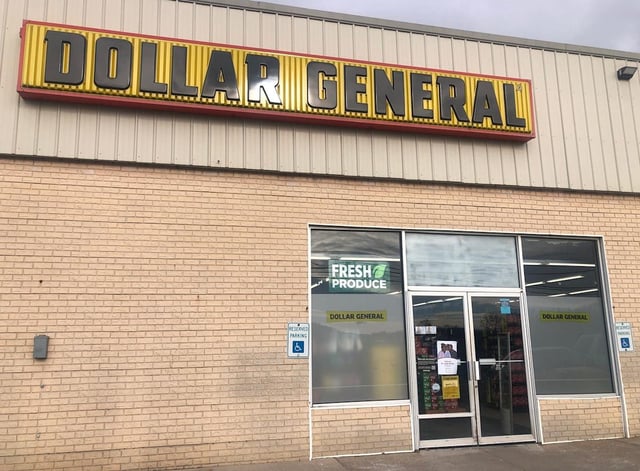 DOLLAR GENERAL
FRESH
PRODUCE
DOLLAR GENERAL
DOLLAR GENERAL
RESERVED
PARKING
RESERVED
PARKING